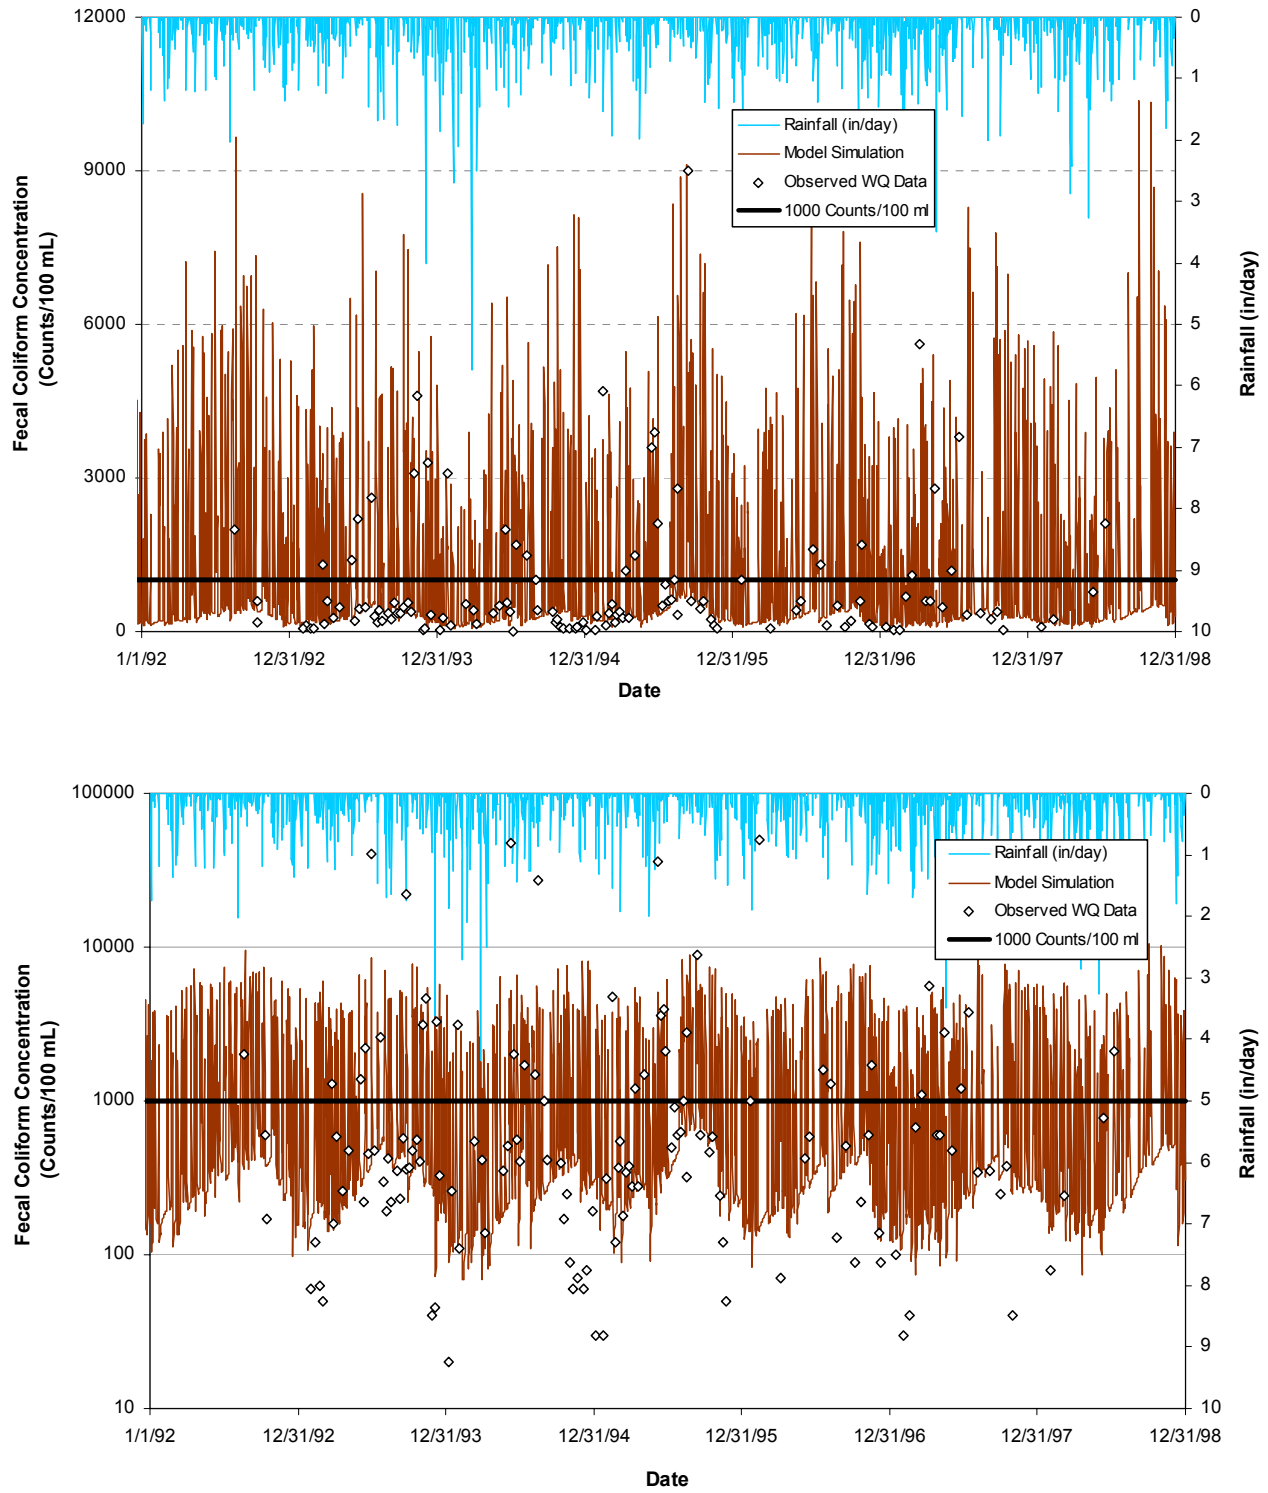 12000
9000
6000
3000
0
Fecal Coliform Concentration
(Counts/100 mL)
0
1
2
3
4
5
6
7
8
9
10
Rainfall (in/day)
Rainfall (in/day)
Model Simulation
Observed WQ Data
1000 Counts/100 ml
1/1/92 12/31/92 12/31/93 12/31/94 12/31/95 12/31/96 12/31/97 12/31/98
Date
100000
10000
1000
100
10
Fecal Coliform Concentration
(Counts/100 mL)
0
1
2
3
4
5
6
7
8
9
10
Rainfall (in/day)
Rainfall (in/day)
Model Simulation
Observed WQ Data
1000 Counts/100 ml
1/1/92 12/31/92 12/31/93 12/31/94 12/31/95 12/31/96 12/31/97 12/31/98
Date